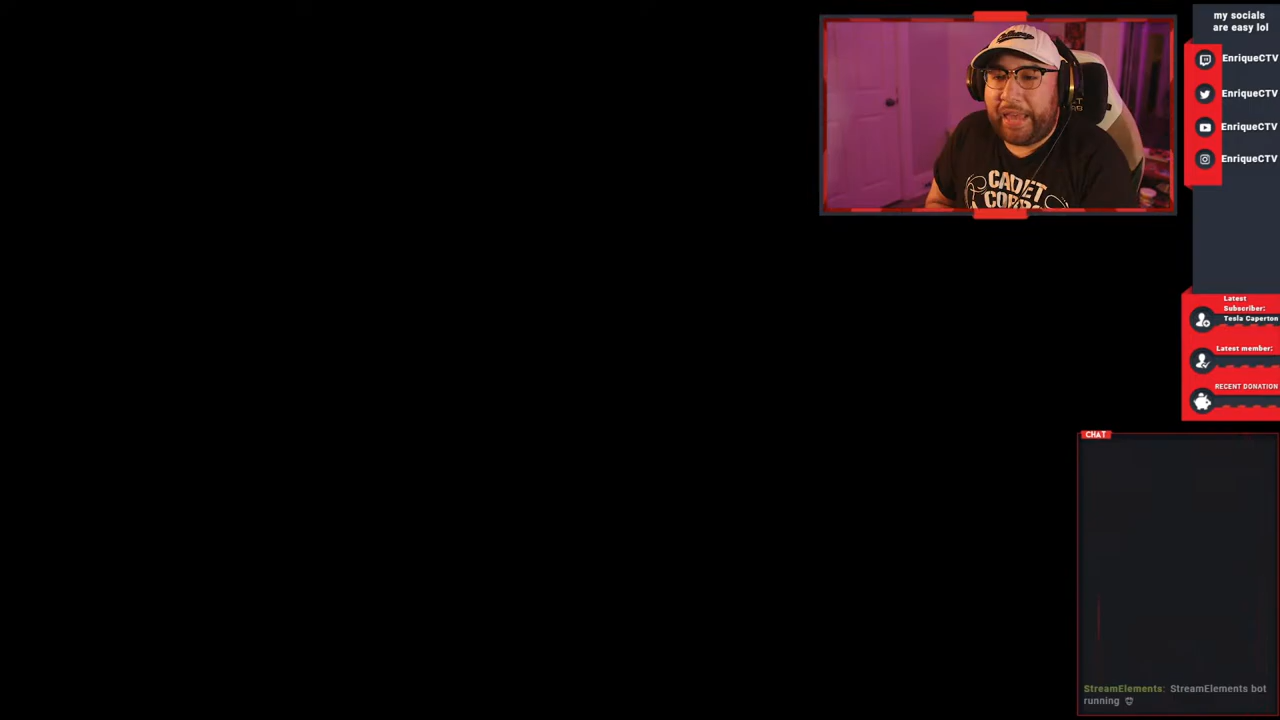 my socials
are easy lol
EnriqueCTV
EnriqueCTV
EnriqueCTV
EnriqueCTV
CADET
Latest
Subscriber:
Tesla Caperton
Latest member:
RECENT DONATION
CHAT
StreamElements: StreamElements bot
running